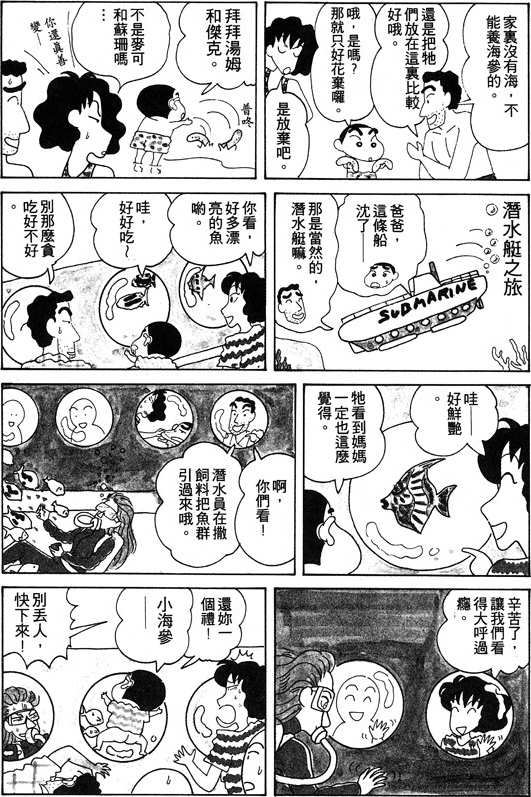 家裏沒有海，不
能養海參的。
還是把牠
們放在這裏比較
好哦。
哦，是嗎？
那就只好花棄囉。
是放棄吧。
拜拜湯姆
和傑克。
普咚
不是麥可
和蘇珊嗎
…
你還真善
變——
潛水艇之旅
SUBMARINE
爸爸，
這條船
沈了——
那是當然的，
潛水艇嘛。
你看，
好多漂
亮的魚
喲。
哇，
好好吃~
別那麼貪
吃好不好
。
哇——
好鮮艷
。
牠看到媽媽
一定也這麼
覺得。
啊，
你們看！
潛水員在撒
飼料把魚群
引過來哦。
辛苦了，
讓我們看
得大呼過
癮。
還妳一
個禮！
小海參
——
別丟人，
快下來！